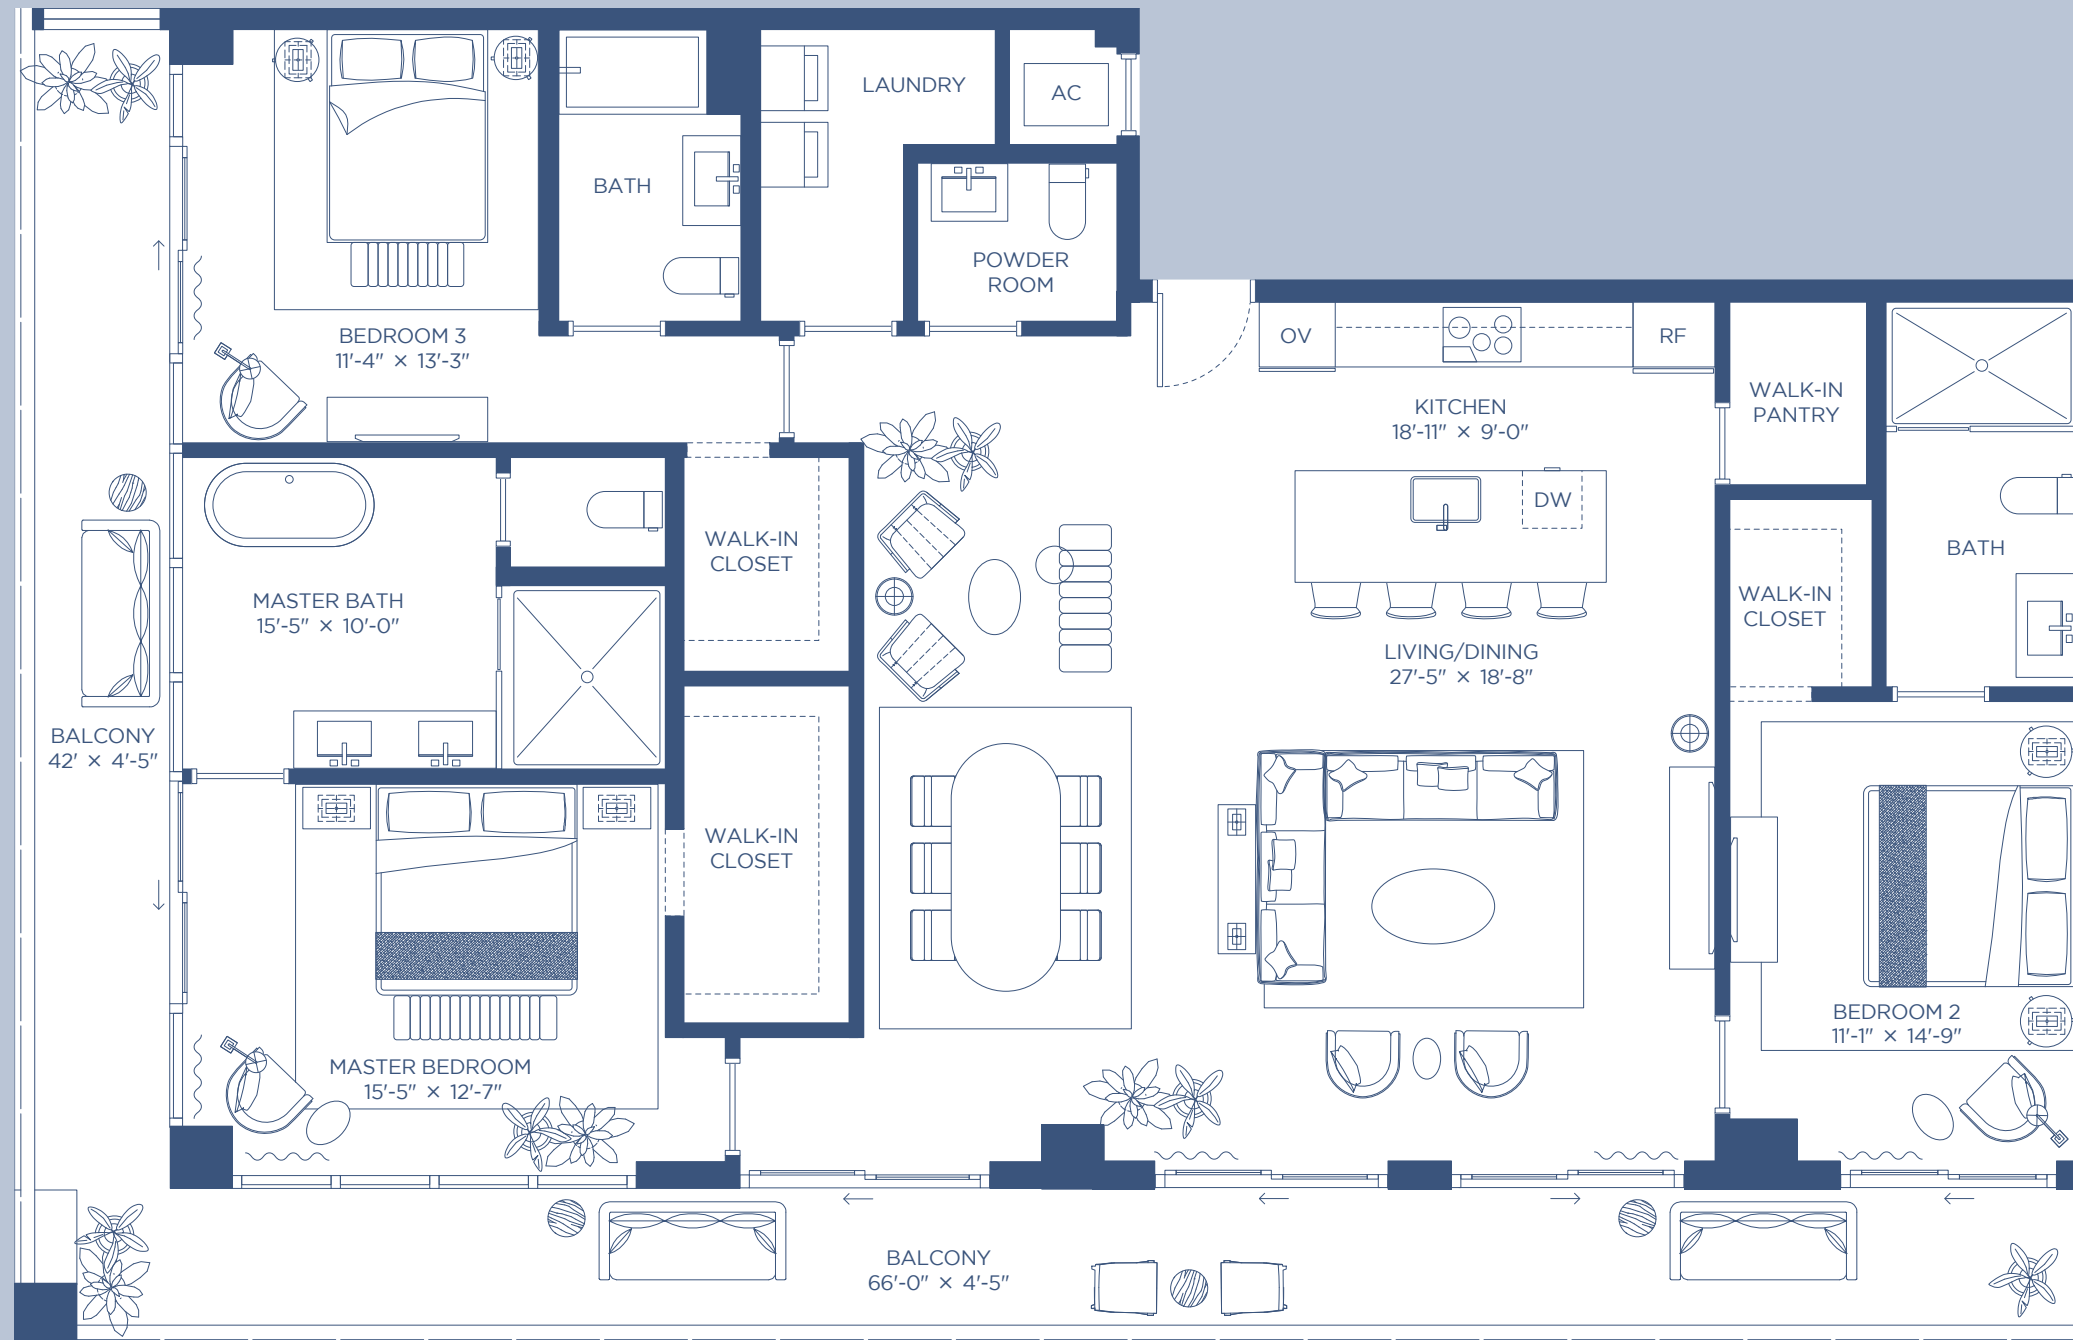 LAUNDRY
AC
BATH
POWDER
ROOM
BEDROOM 3
11'-4" × 13'-3"
OV
RF
KITCHEN
18'-11" × 9'-0"
WALK-IN
PANTRY
DW
WALK-IN
CLOSET
BATH
MASTER BATH
15'-5" × 10'-0"
WALK-IN
CLOSET
LIVING/DINING
27'-5" × 18'-8"
BALCONY
42' × 4'-5"
WALK-IN
CLOSET
BEDROOM 2
11'-1" × 14'-9"
MASTER BEDROOM
15'-5" × 12'-7"
BALCONY
66'-0" × 4'-5"